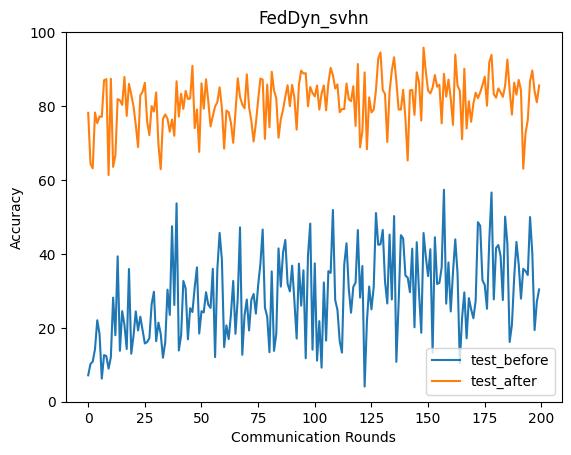 FedDyn_svhn
100
80
60
40
20
0
Accuracy
0 25 50 75 100 125 150 175 200
Communication Rounds
test_before
test_after